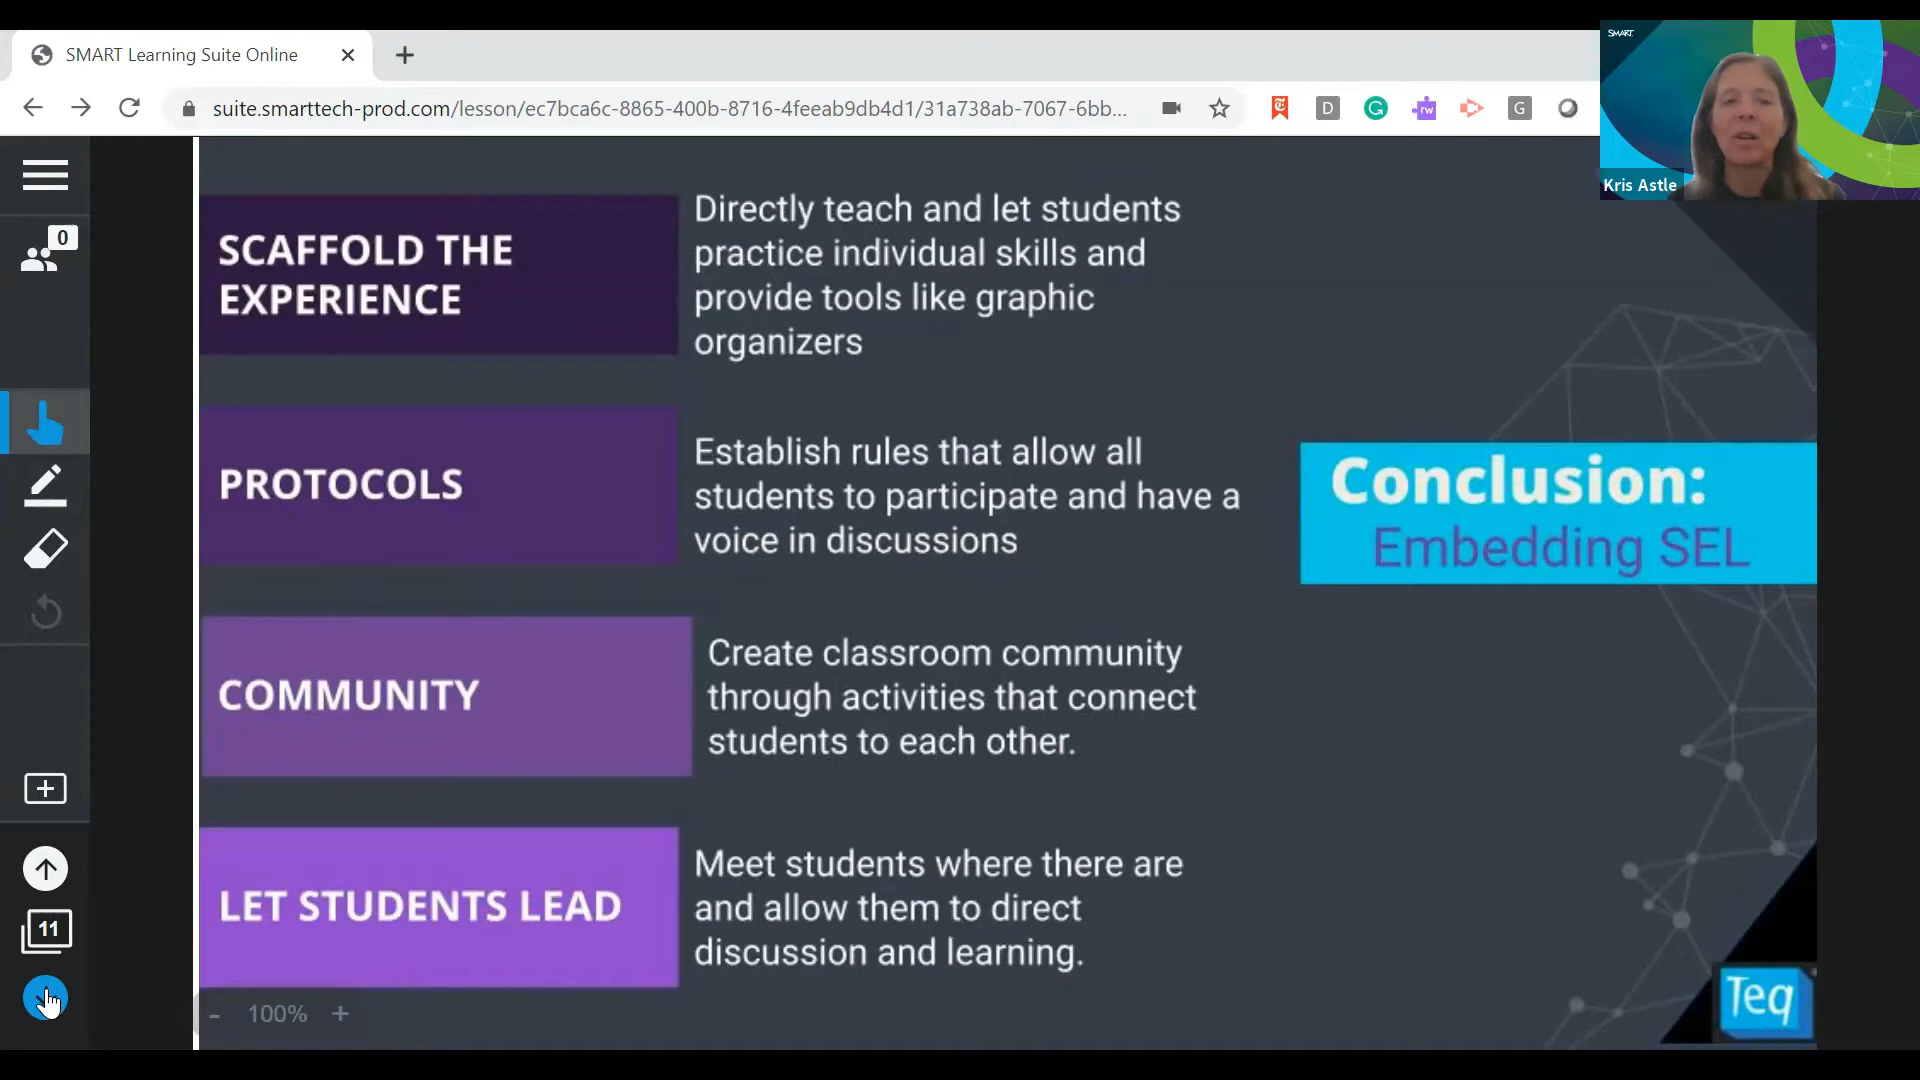 SMART Learning Suite Online
suite.smarttech-prod.com/lesson/ec7bca6c-8865-400b-8716-4feeab9db4d1/31a738ab-7067-6bb...
D
G
rw
G
SMART
Kris Astle
0
SCAFFOLD THE
EXPERIENCE
Directly teach and let students
practice individual skills and
provide tools like graphic
organizers
PROTOCOLS
Establish rules that allow all
students to participate and have a
voice in discussions
Conclusion:
Embedding SEL
COMMUNITY
Create classroom community
through activities that connect
students to each other.
LET STUDENTS LEAD
Meet students where there are
and allow them to direct
discussion and learning.
11
- 100% +
Teq